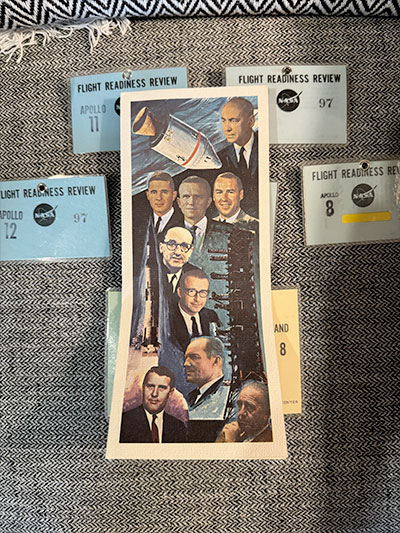 FLIGHT READINESS REVIEW
APOLLO
11
NASA
FLIGHT READINESS REVIEW
NASA
97
FLIGHT READINESS REVIEW
APOLLO
12
NASA
97
FLIGHT READINESS REVIEW
APOLLO
8
NASA
AND
8